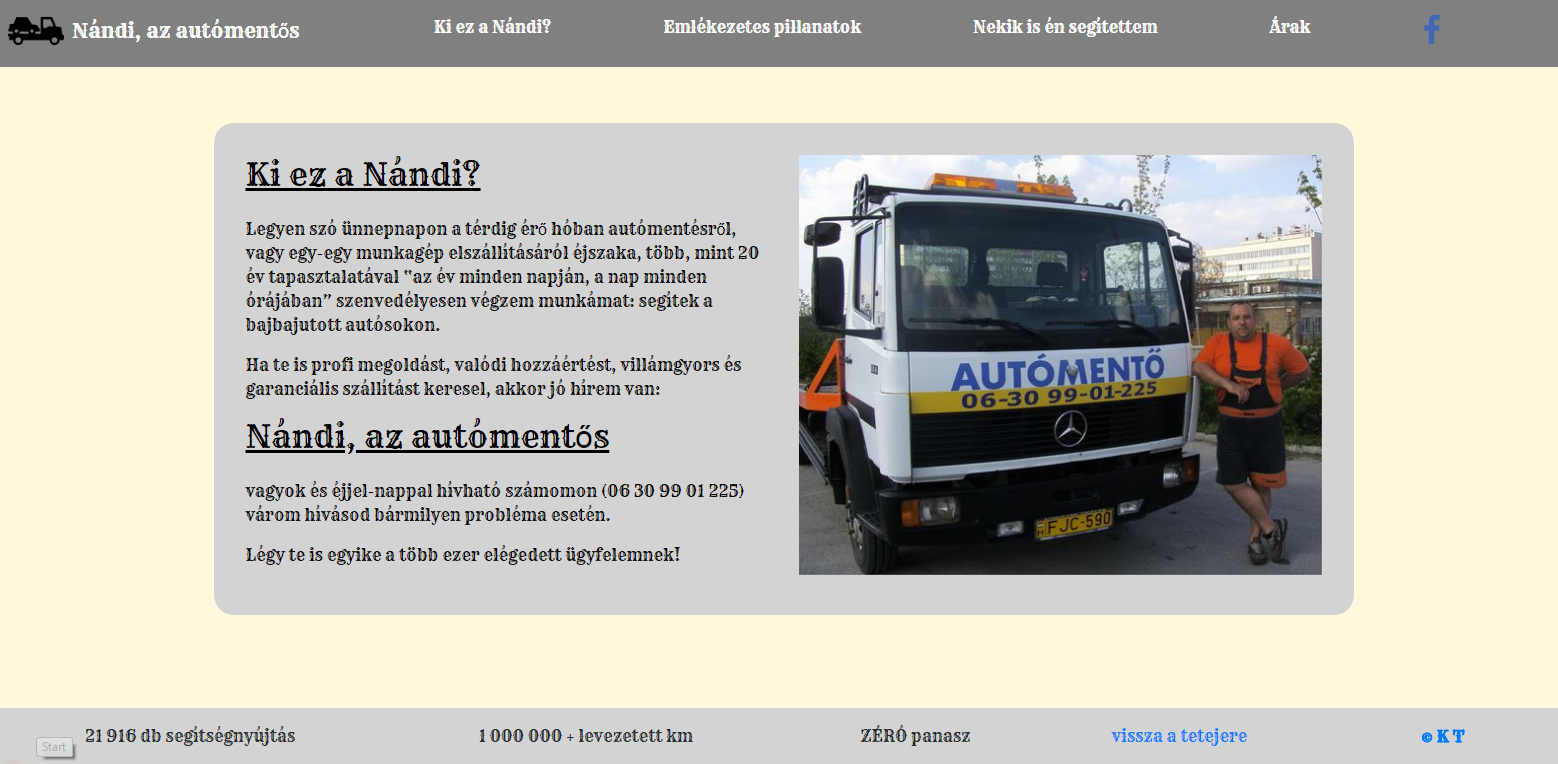 Nándi, az autómentős
Ki ez a Nándi?
Emlékezetes pillanatok
Nekik is én segítettem
Árak
Ki ez a Nándi?
Legyen szó ünnepnapon a térdig érő hóban autómentésről,
vagy egy-egy munkagép elszállításáról éjszaka, több, mint 20
év tapasztalatával "az év minden napján, a nap minden
órájában" szenvedélyesen végzem munkámat: segítek a
bajbajutott autósokon.
Ha te is profi megoldást, valódi hozzáértést, villámgyors és
garanciális szállítást keresel, akkor jó hírem van:
Nándi, az autómentős
vagyok és éjjel-nappal hívható számomon (06 30 99 01 225)
várom hívásod bármilyen probléma esetén.
Légy te is egyike a több ezer elégedett ügyfelemnek!
AUTÓMENTŐ
06-30 99-01-225
FJC-590
21 916 db segítségnyújtás
1 000 000 + levezetett km
ZÉRÓ panasz
vissza a tetejere
© K T
Start